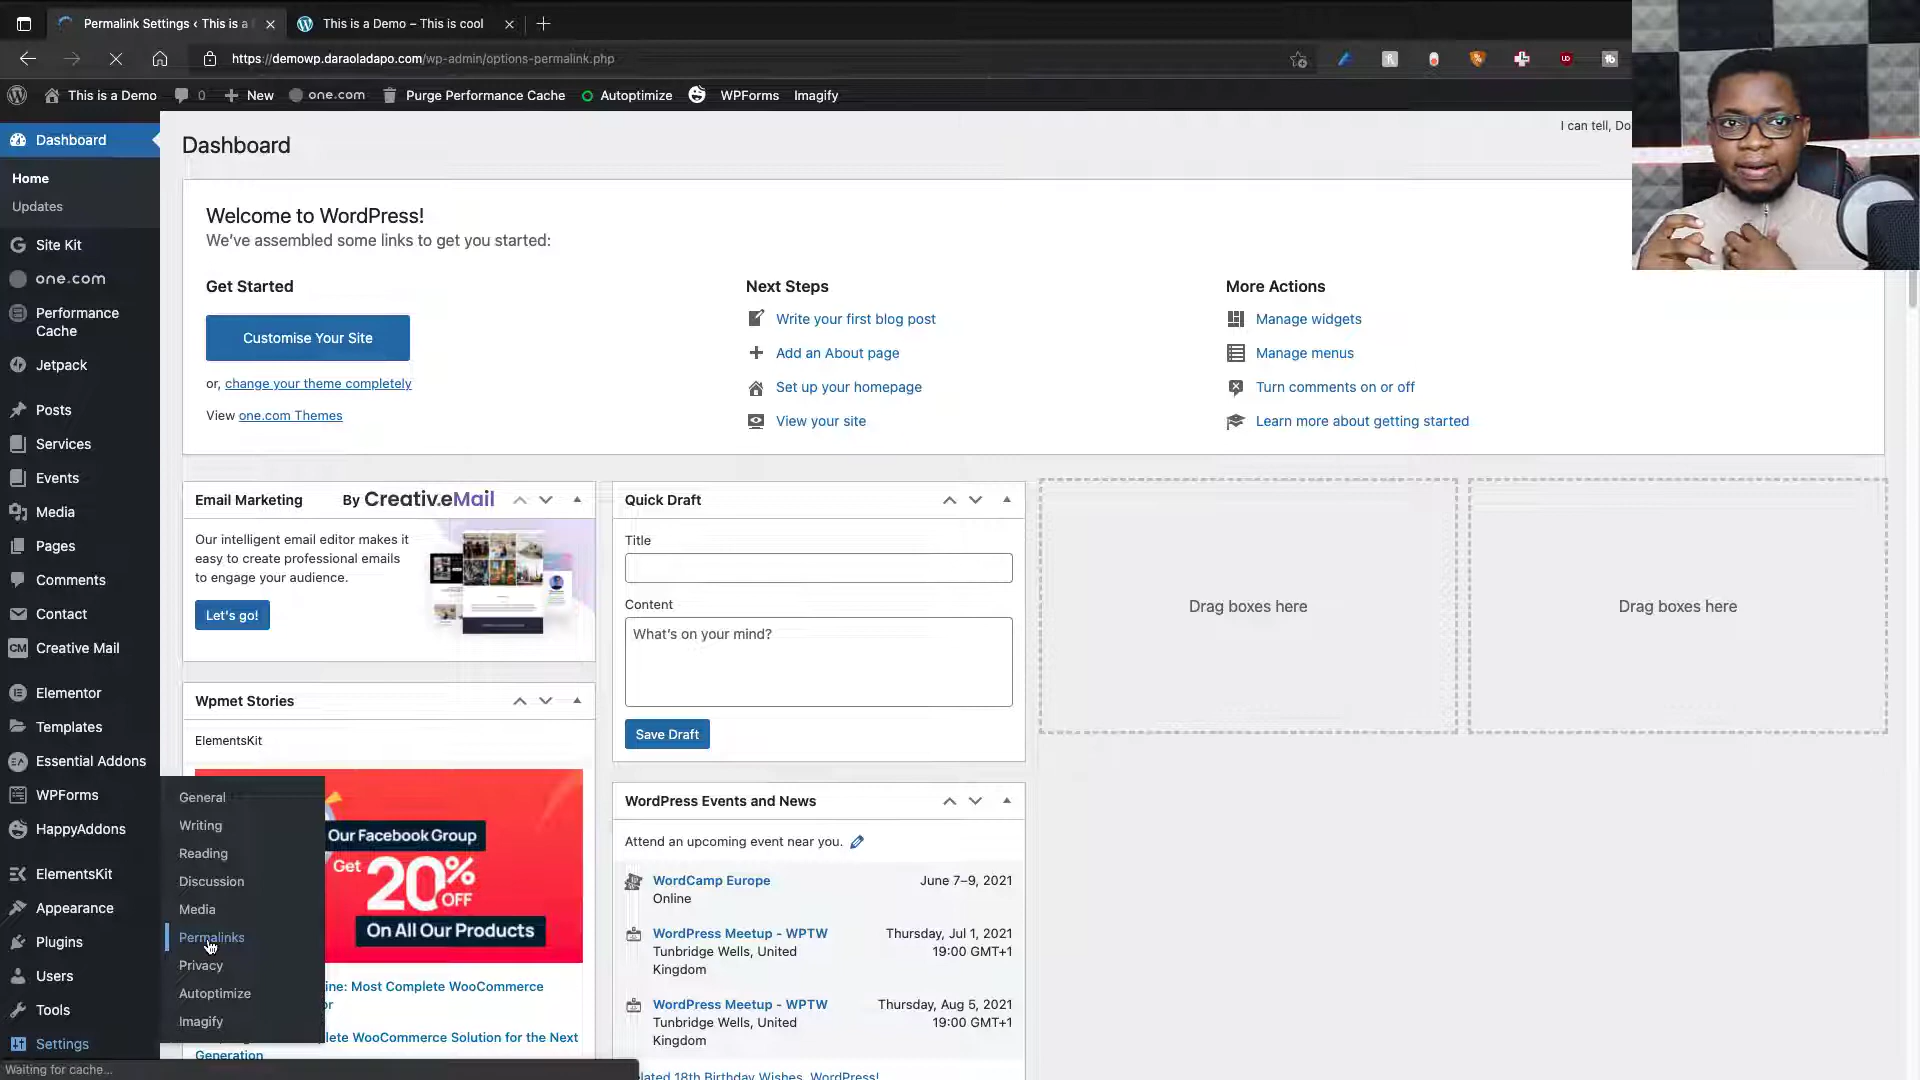 Permalink Settings ‹ This is a
This is a Demo – This is cool
https://demowp.daraoladapo.com/wp-admin/options-permalink.php
This is a Demo
0
New
one.com
Purge Performance Cache
Autoptimize
WPForms
Imagify
I can tell, Do
Dashboard
Home
Updates
Site Kit
one.com
Performance
Cache
Jetpack
Posts
Services
Events
Media
Pages
Comments
Contact
CM
Creative Mail
Elementor
Templates
Essential Addons
WPForms
HappyAddons
ElementsKit
Appearance
Plugins
Users
Tools
Settings
General
Writing
Reading
Discussion
Media
Permalinks
Privacy
Autoptimize
Imagify
Dashboard
Welcome to WordPress!
We've assembled some links to get you started:
Get Started
Customise Your Site
or, change your theme completely
View one.com Themes
Next Steps
Write your first blog post
Add an About page
Set up your homepage
View your site
More Actions
Manage widgets
Manage menus
Turn comments on or off
Learn more about getting started
Email Marketing
By Creativ.eMail
Our intelligent email editor makes it
easy to create professional emails
to engage your audience.
Let's go!
Wpmet Stories
ElementsKit
Our Facebook Group
Get
20% OFF
On All Our Products
ine: Most Complete WooCommerce
or
plete WooCommerce Solution for the Next
Generation
Quick Draft
Title
Content
What's on your mind?
Save Draft
WordPress Events and News
Attend an upcoming event near you.
WordCamp Europe
Online
June 7–9, 2021
WordPress Meetup - WPTW
Tunbridge Wells, United
Kingdom
Thursday, Jul 1, 2021
19:00 GMT+1
WordPress Meetup - WPTW
Tunbridge Wells, United
Kingdom
Thursday, Aug 5, 2021
19:00 GMT+1
lated 18th Birthday Wishes, WordPress!
Drag boxes here
Drag boxes here
Waiting for cache...